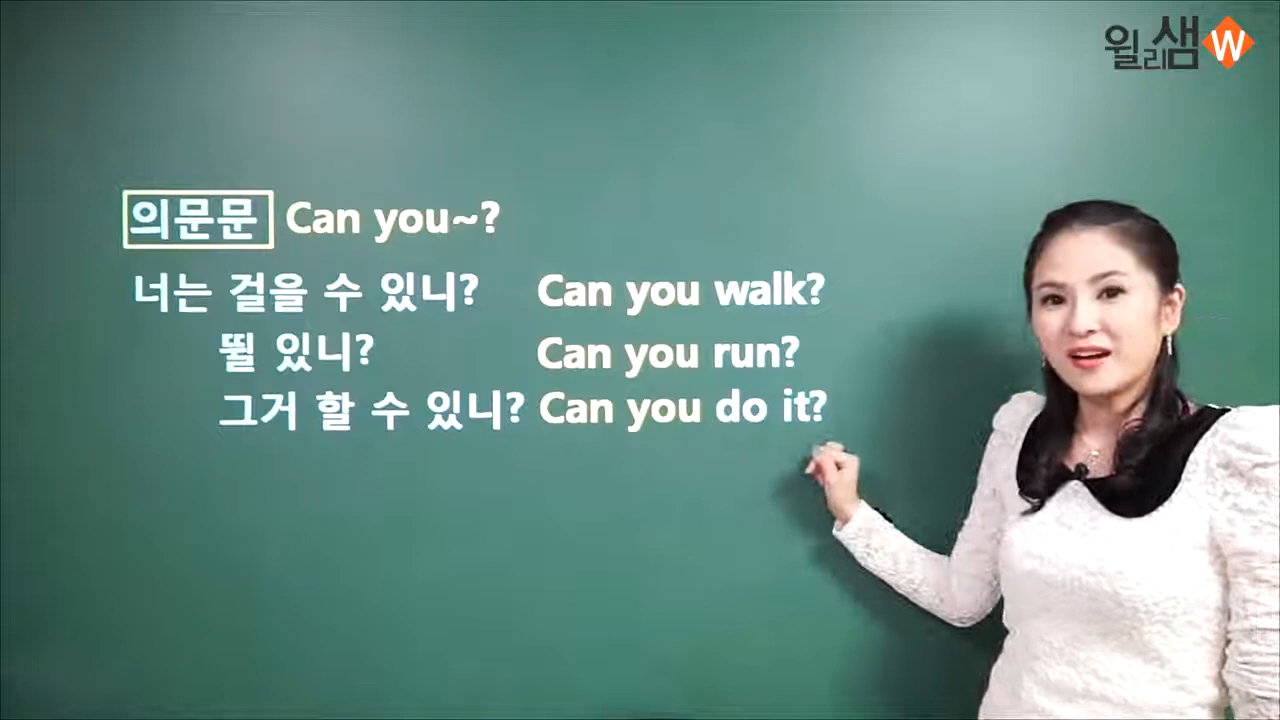 윌리샘 W
의문문 Can you~?
너는 걸을 수 있니? Can you walk?
뛸 있니? Can you run?
그거 할 수 있니? Can you do it?